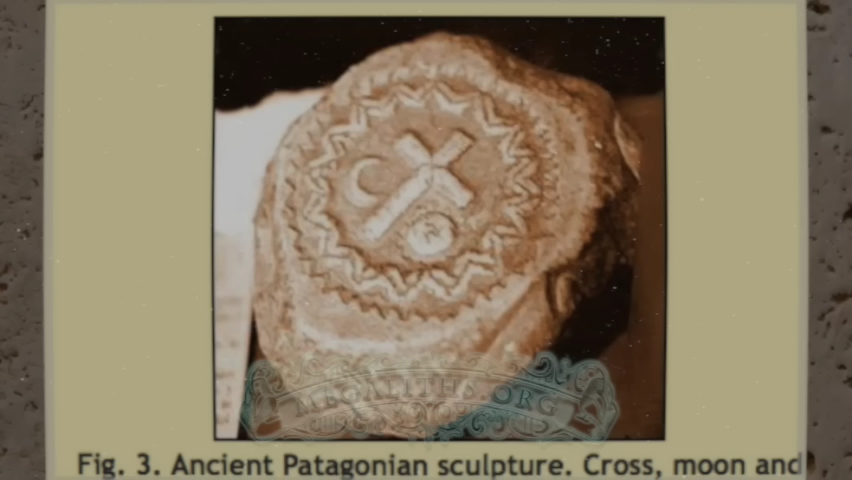 MEGALITHS.ORG
Fig. 3. Ancient Patagonian sculpture. Cross, moon and